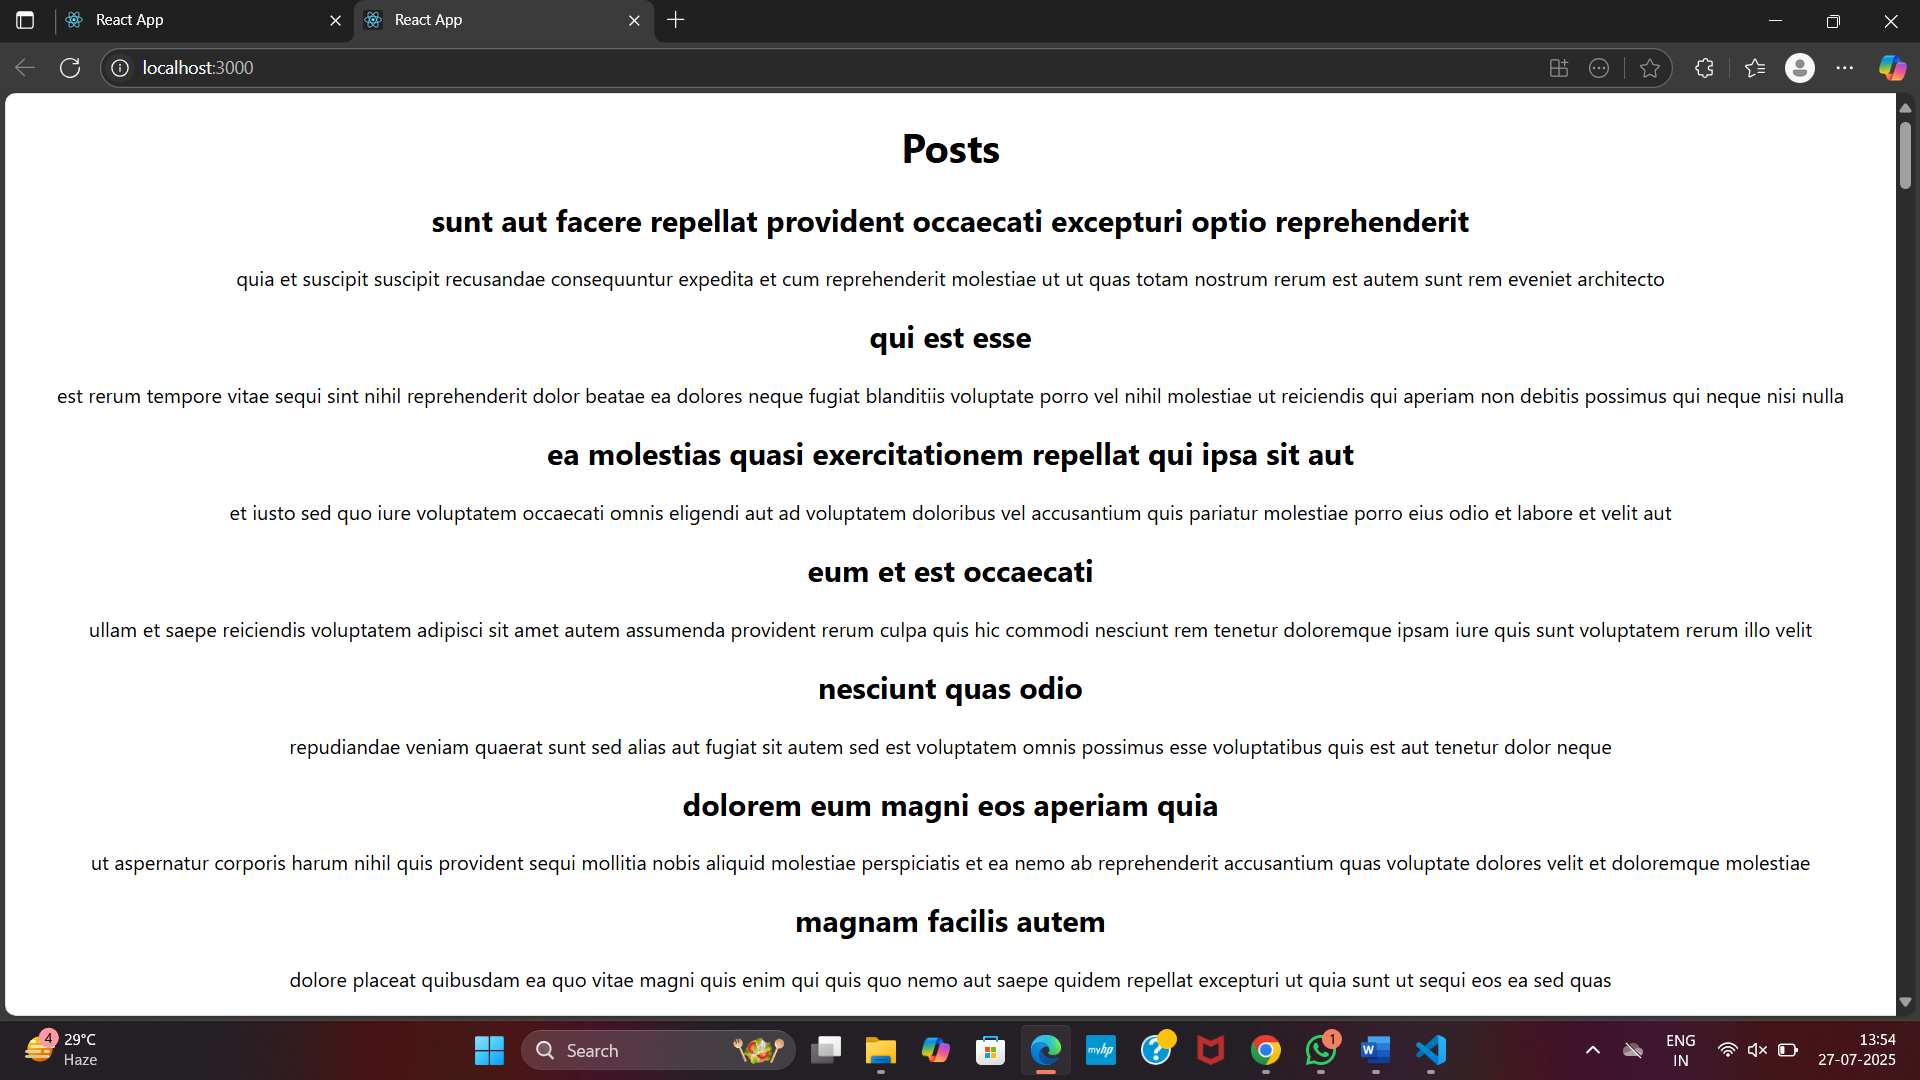 React App
React App
localhost:3000
Posts
sunt aut facere repellat provident occaecati excepturi optio reprehenderit
quia et suscipit suscipit recusandae consequuntur expedita et cum reprehenderit molestiae ut ut quas totam nostrum rerum est autem sunt rem eveniet architecto
qui est esse
est rerum tempore vitae sequi sint nihil reprehenderit dolor beatae ea dolores neque fugiat blanditiis voluptate porro vel nihil molestiae ut reiciendis qui aperiam non debitis possimus qui neque nisi nulla
ea molestias quasi exercitationem repellat qui ipsa sit aut
et iusto sed quo iure voluptatem occaecati omnis eligendi aut ad voluptatem doloribus vel accusantium quis pariatur molestiae porro eius odio et labore et velit aut
eum et est occaecati
ullam et saepe reiciendis voluptatem adipisci sit amet autem assumenda provident rerum culpa quis hic commodi nesciunt rem tenetur doloremque ipsam iure quis sunt voluptatem rerum illo velit
nesciunt quas odio
repudiandae veniam quaerat sunt sed alias aut fugiat sit autem sed est voluptatem omnis possimus esse voluptatibus quis est aut tenetur dolor neque
dolorem eum magni eos aperiam quia
ut aspernatur corporis harum nihil quis provident sequi mollitia nobis aliquid molestiae perspiciatis et ea nemo ab reprehenderit accusantium quas voluptate dolores velit et doloremque molestiae
magnam facilis autem
dolore placeat quibusdam ea quo vitae magni quis enim qui quis quo nemo aut saepe quidem repellat excepturi ut quia sunt ut sequi eos ea sed quas
4
29°C
Haze
Search
myhp
?
1
W
ENG
IN
13:54
27-07-2025